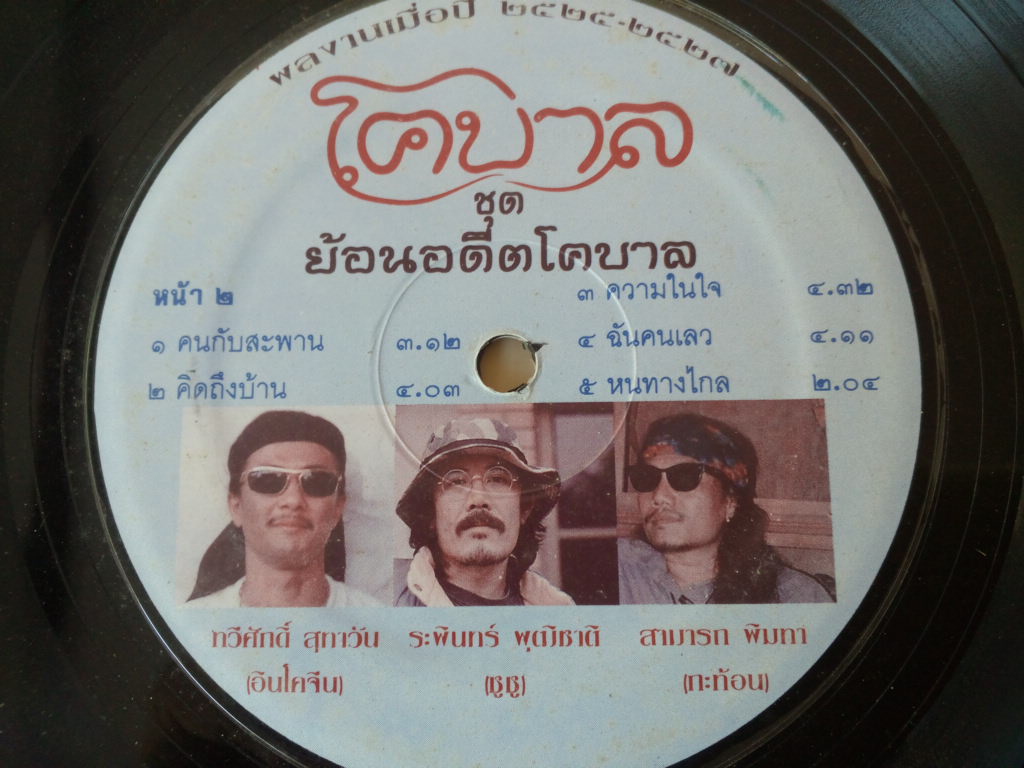 ผลงานเมื่อปี ๒๕๒๕-๒๕๒๗
โคบาล
ชุด
ย้อนอดีตโคบาล
หน้า ๒
๑ คนกับสะพาน ๓.๑๒
๒ คิดถึงบ้าน ๔.๐๓
๓ ความในใจ ๔.๓๒
๔ ฉันคนเลว ๔.๑๑
๕ หนทางไกล ๒.๐๔
ทวีศักดิ์ สุภาวัน ระพินทร์ พุฒิชาติ สามารถ พิมทา
(อินโคจีน) (ซูซู) (กะท้อน)